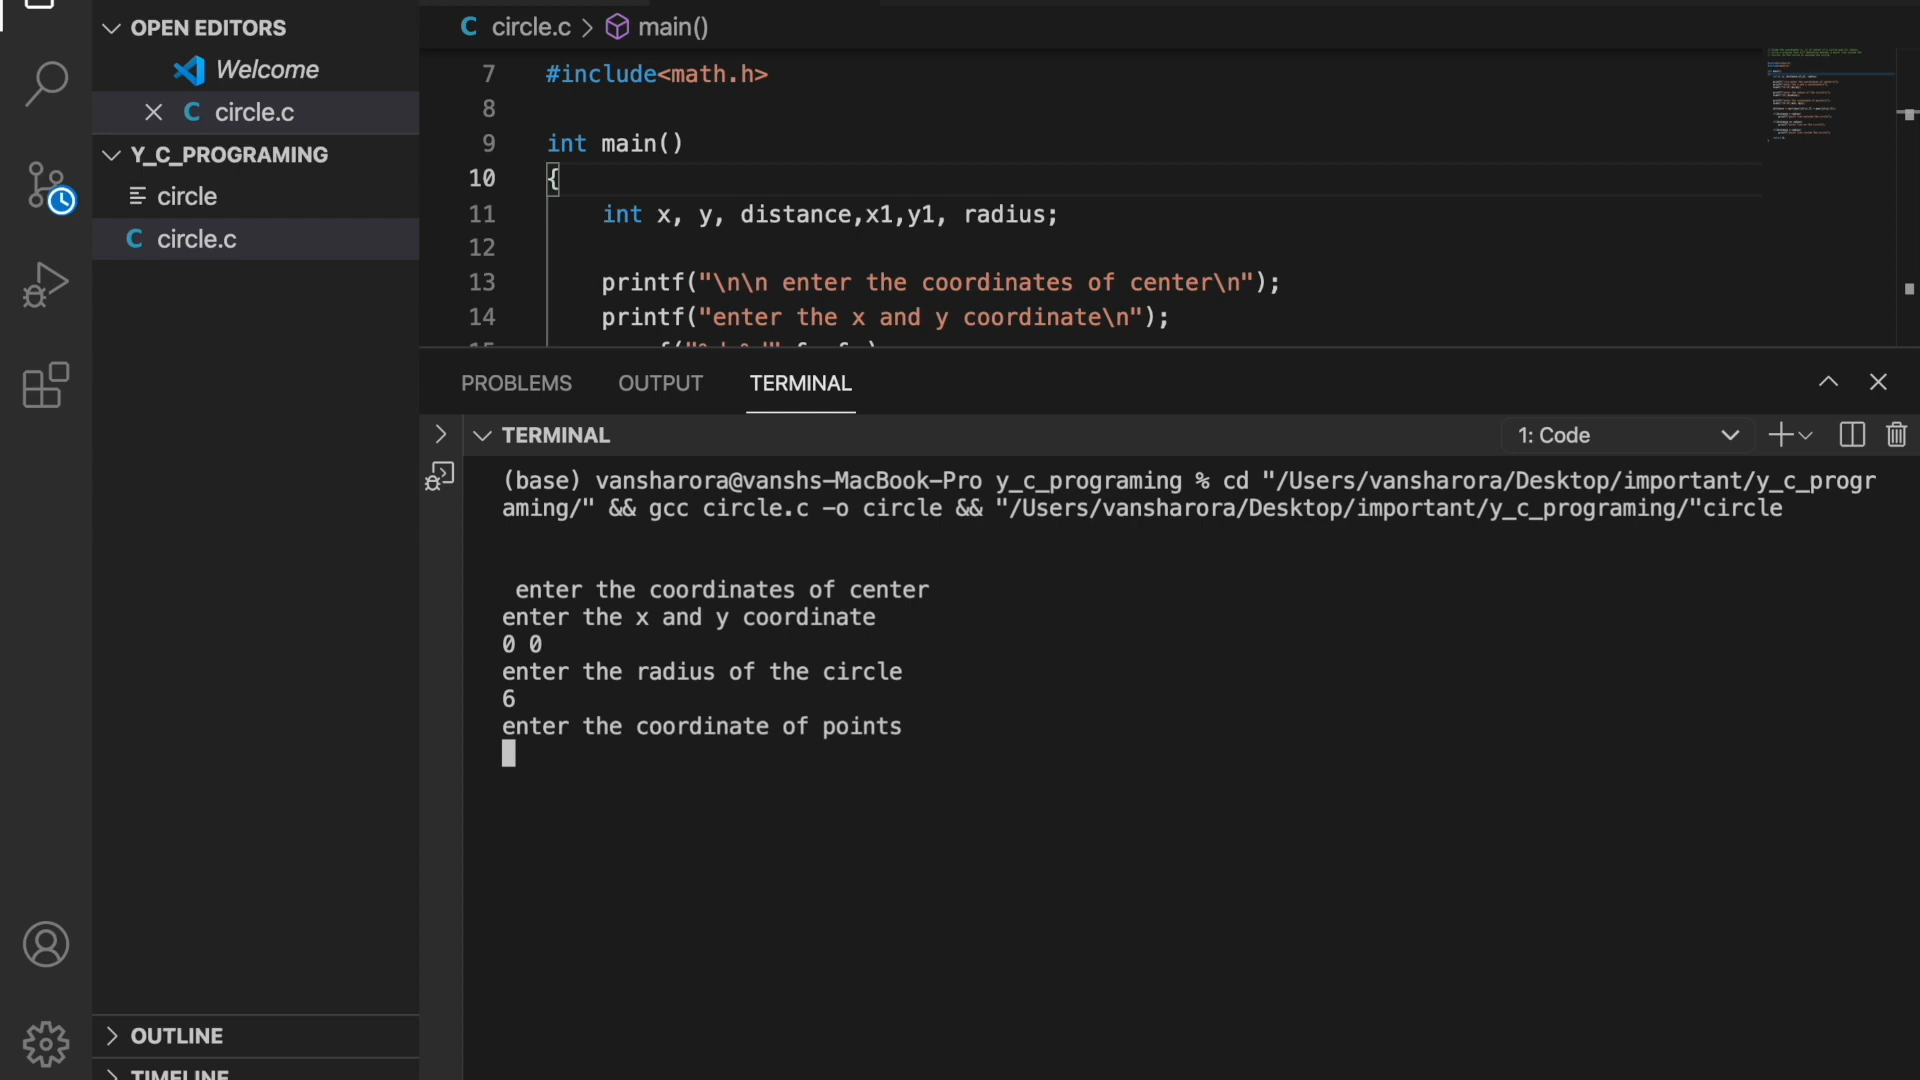 OPEN EDITORS
Welcome
circle.c
Y_C_PROGRAMING
circle
circle.c
OUTLINE
TIMELINE
circle.c > main()
7 #include<math.h>
8
9 int main()
10 {
11 int x, y, distance,x1,y1, radius;
12
13 printf("\n\n enter the coordinates of center\n");
14 printf("enter the x and y coordinate\n");
PROBLEMS OUTPUT TERMINAL
TERMINAL 1: Code
(base) vansharora@vanshs-MacBook-Pro y_c_programing % cd "/Users/vansharora/Desktop/important/y_c_progr
aming/" && gcc circle.c -o circle && "/Users/vansharora/Desktop/important/y_c_programing/"circle
enter the coordinates of center
enter the x and y coordinate
0 0
enter the radius of the circle
6
enter the coordinate of points